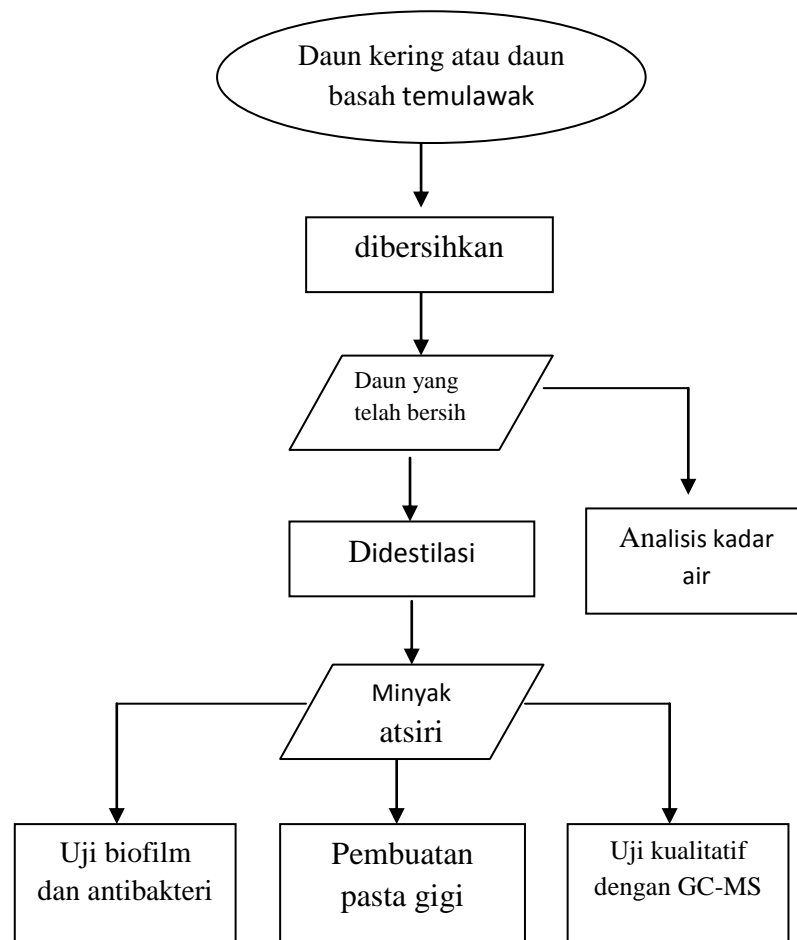 Daun kering atau daun
basah temulawak
dibersihkan
Daun yang
telah bersih
Didestilasi
Analisis kadar
air
Minyak
atsiri
Uji biofilm
dan antibakteri
Pembuatan
pasta gigi
Uji kualitatif
dengan GC-MS